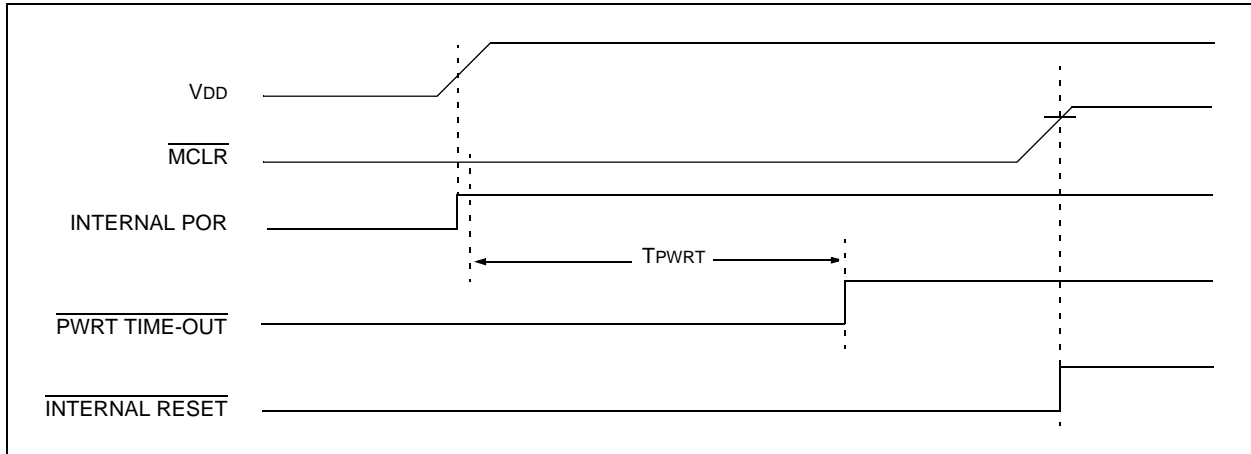 VDD
MCLR
INTERNAL POR
TPWRT
PWRT TIME-OUT
INTERNAL RESET